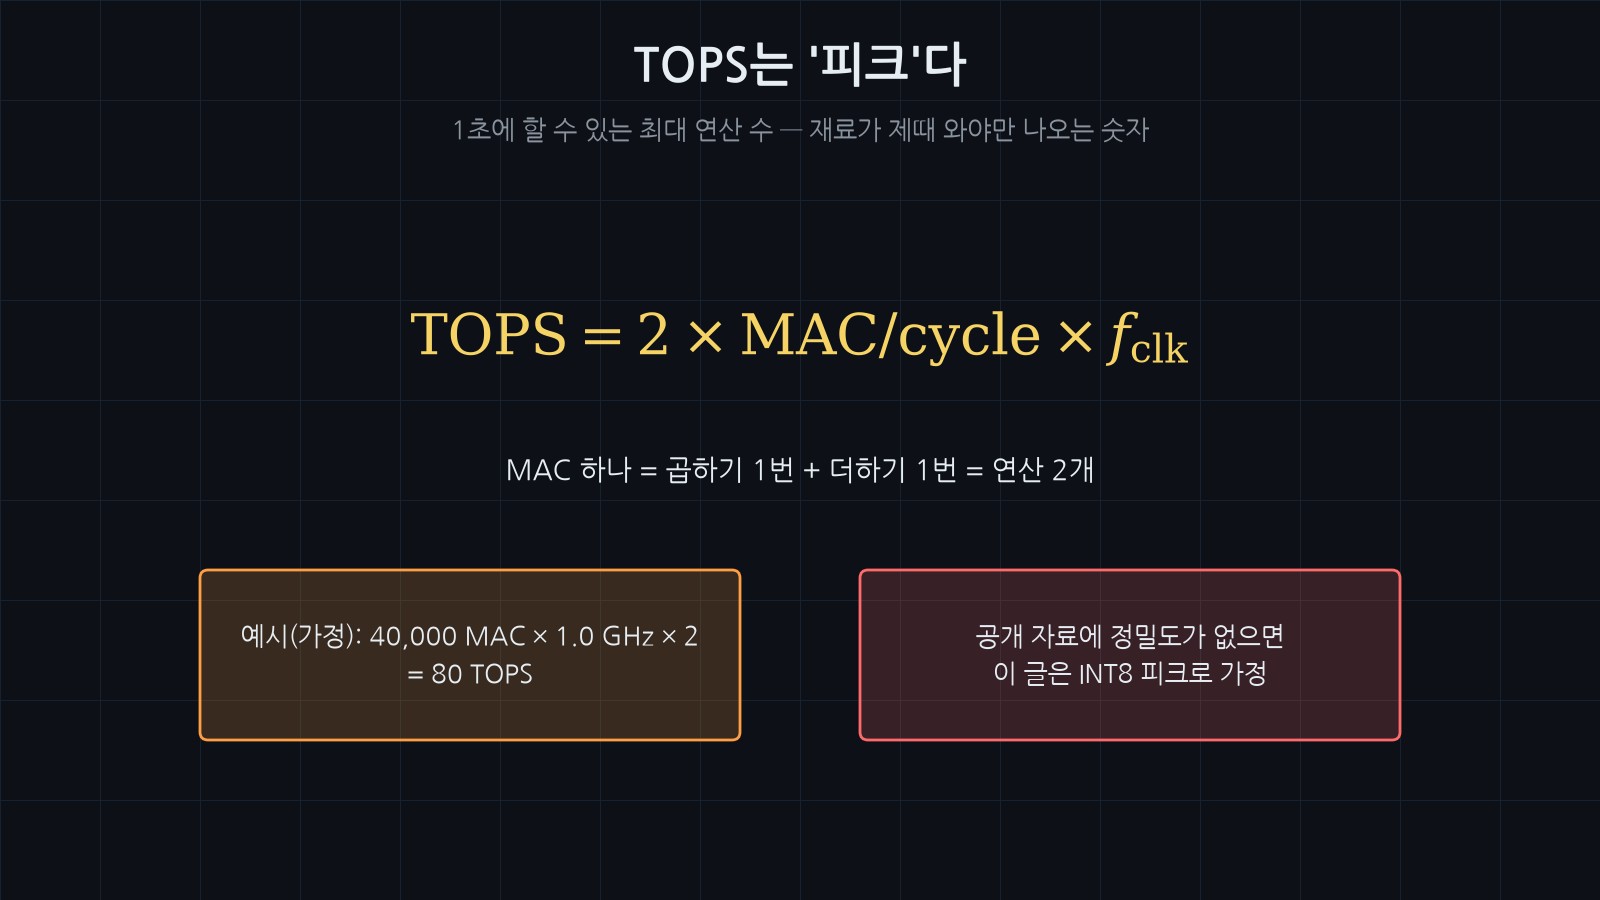 TOPS는 '피크'다
1초에 할 수 있는 최대 연산 수 — 재료가 제때 와야만 나오는 숫자
TOPS = 2 × MAC/cycle × f_clk
MAC 하나 = 곱하기 1번 + 더하기 1번 = 연산 2개
예시(가정): 40,000 MAC × 1.0 GHz × 2
= 80 TOPS
공개 자료에 정밀도가 없으면
이 글은 INT8 피크로 가정